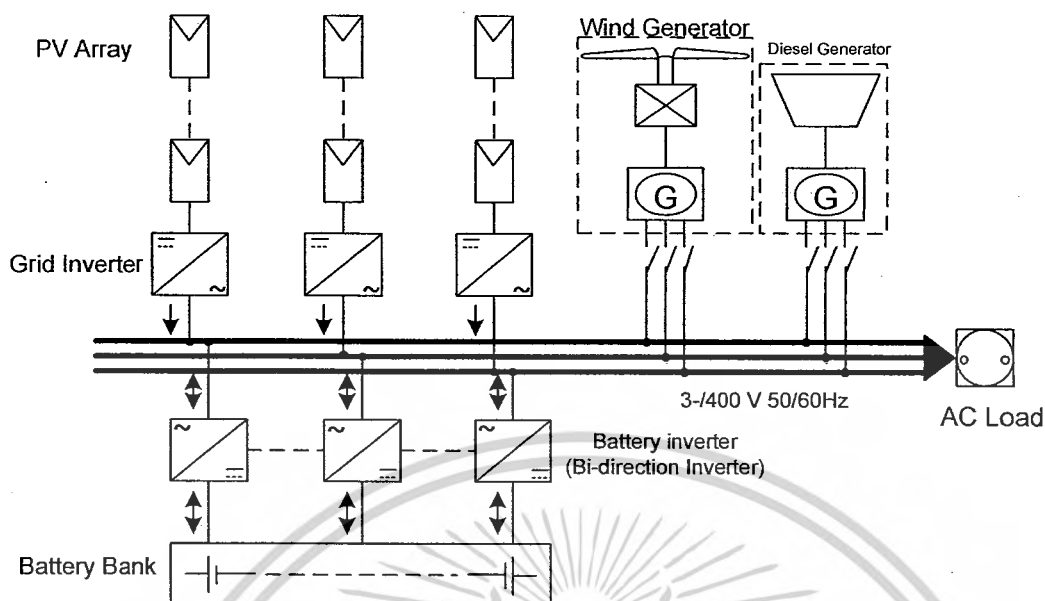 PV Array
Wind Generator
Diesel Generator
G
G
Grid Inverter
~
~
~
3-/400 V 50/60Hz
AC Load
~
~
~
Battery inverter
(Bi-direction Inverter)
Battery Bank